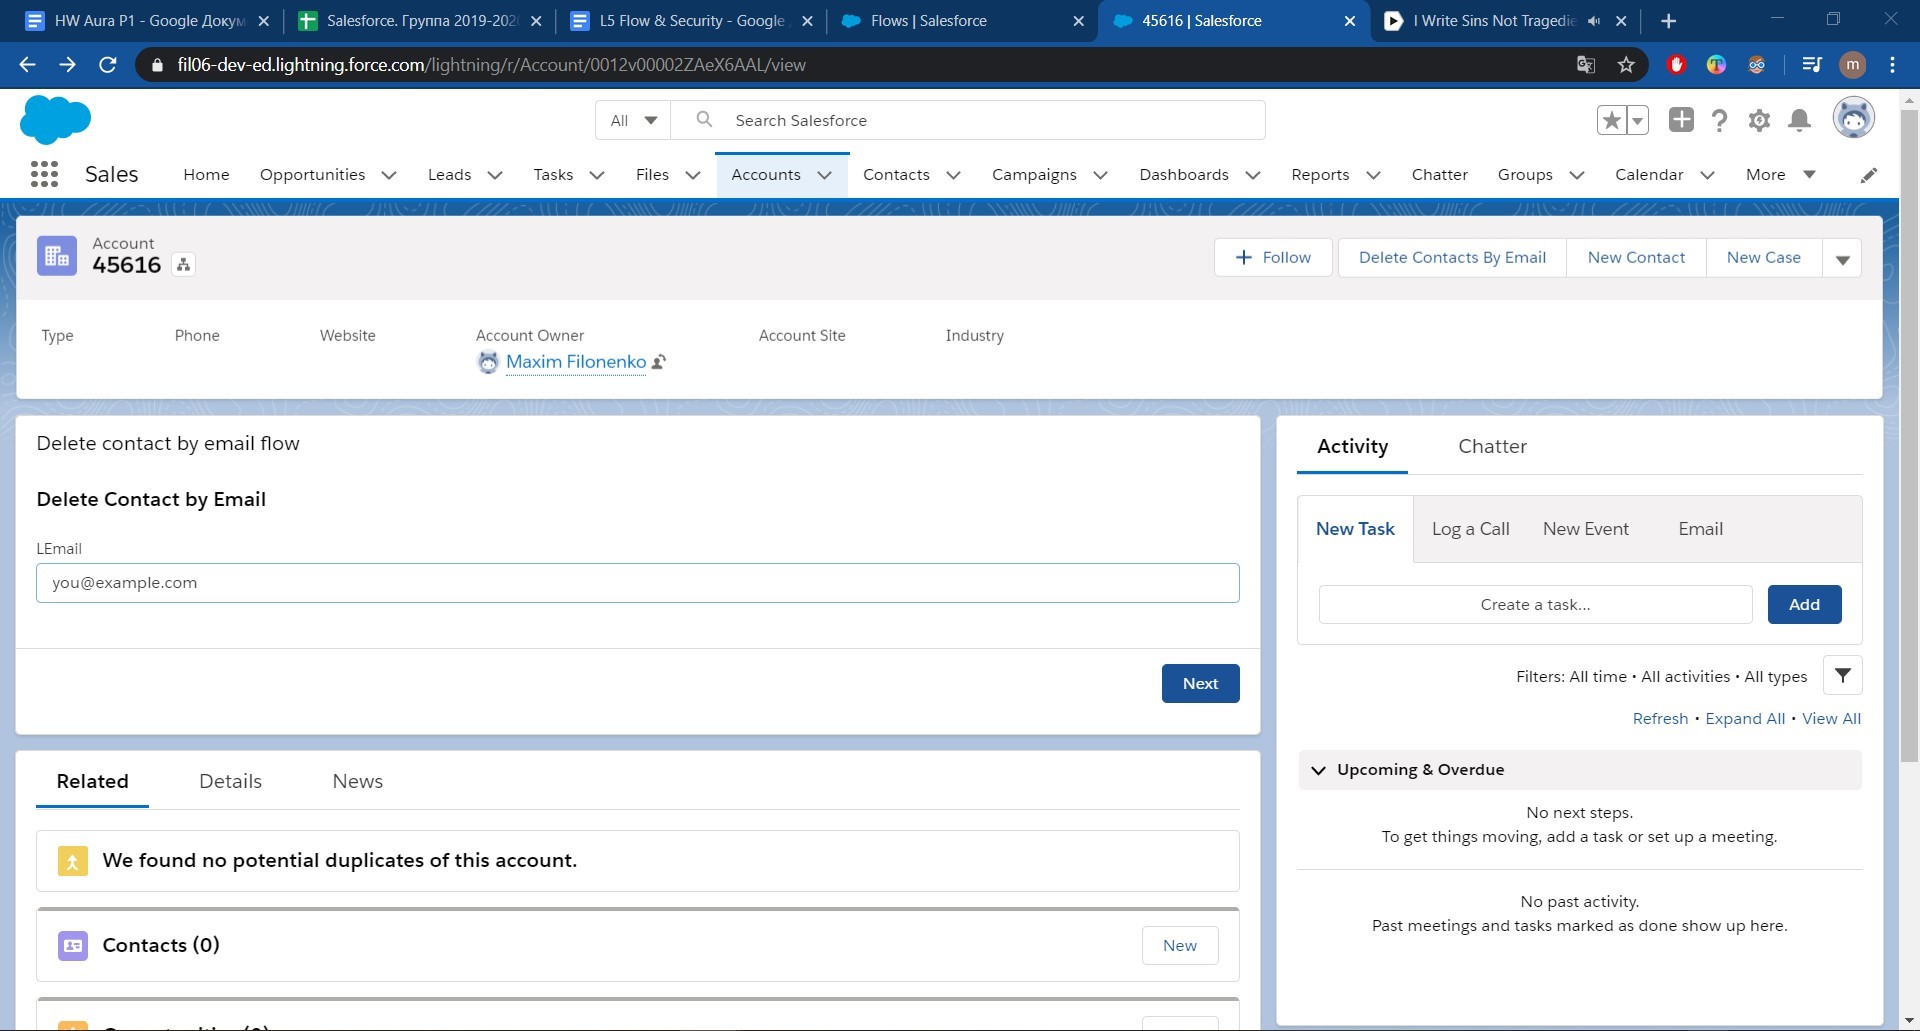 HW Aura P1 - Google Докум
Salesforce. Группа 2019-202
L5 Flow & Security - Google
Flows | Salesforce
45616 | Salesforce
I Write Sins Not Tragedie
fil06-dev-ed.lightning.force.com/lightning/r/Account/0012v00002ZAeX6AAL/view
m
All
Search Salesforce
Sales
Home
Opportunities
Leads
Tasks
Files
Accounts
Contacts
Campaigns
Dashboards
Reports
Chatter
Groups
Calendar
More
Account
45616
Follow
Delete Contacts By Email
New Contact
New Case
Type
Phone
Website
Account Owner
Account Site
Industry
Maxim Filonenko
Delete contact by email flow
Delete Contact by Email
LEmail
you@example.com
Next
Related
Details
News
We found no potential duplicates of this account.
Contacts (0)
New
Activity
Chatter
New Task
Log a Call
New Event
Email
Create a task...
Add
Filters: All time • All activities • All types
Refresh • Expand All • View All
Upcoming & Overdue
No next steps.
To get things moving, add a task or set up a meeting.
No past activity.
Past meetings and tasks marked as done show up here.